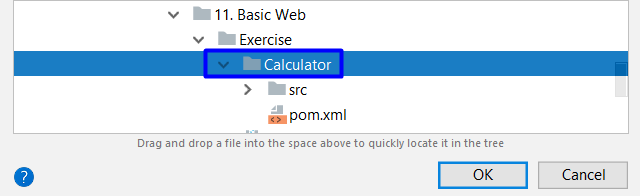 11. Basic Web
Exercise
Calculator
src
pom.xml
Drag and drop a file into the space above to quickly locate it in the tree
?
OK
Cancel